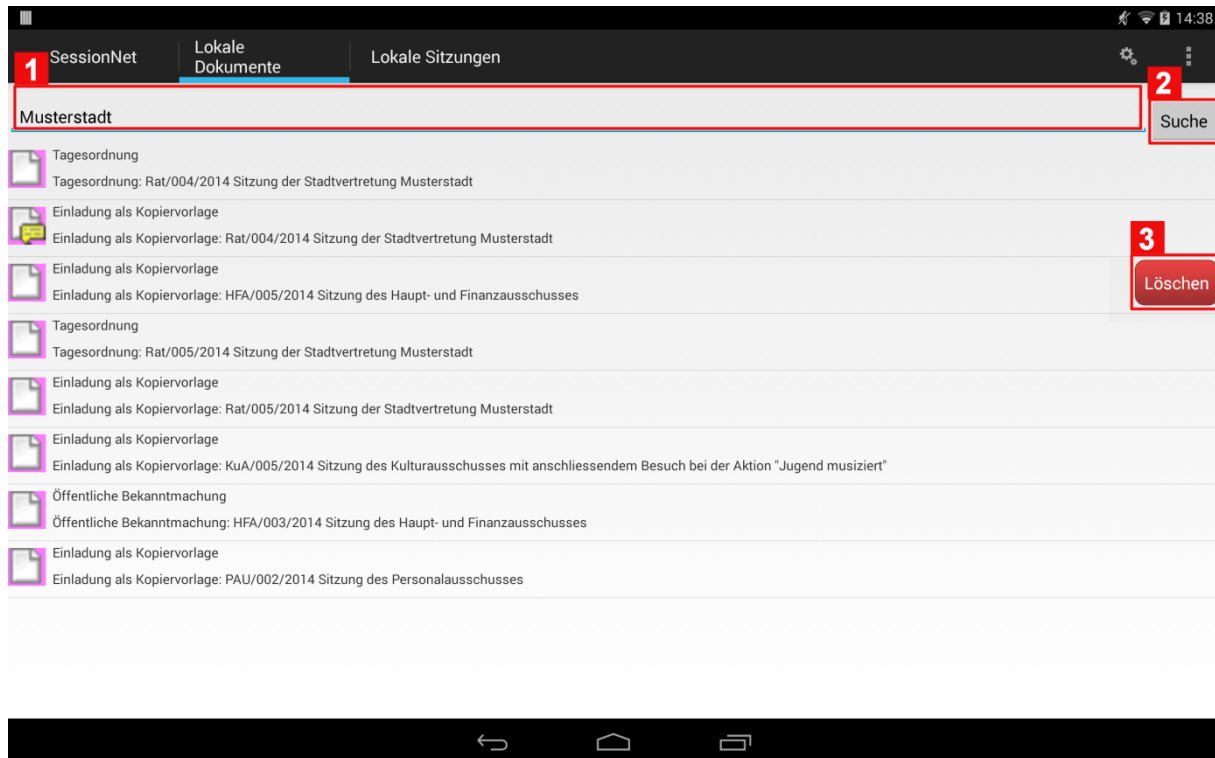 14:38
SessionNet
Lokale
Dokumente
Lokale Sitzungen
1
2
Musterstadt
Suche
Tagesordnung
Tagesordnung: Rat/004/2014 Sitzung der Stadtvertretung Musterstadt
Einladung als Kopiervorlage
Einladung als Kopiervorlage: Rat/004/2014 Sitzung der Stadtvertretung Musterstadt
3
Einladung als Kopiervorlage
Einladung als Kopiervorlage: HFA/005/2014 Sitzung des Haupt- und Finanzausschusses
Löschen
Tagesordnung
Tagesordnung: Rat/005/2014 Sitzung der Stadtvertretung Musterstadt
Einladung als Kopiervorlage
Einladung als Kopiervorlage: Rat/005/2014 Sitzung der Stadtvertretung Musterstadt
Einladung als Kopiervorlage
Einladung als Kopiervorlage: KuA/005/2014 Sitzung des Kulturausschusses mit anschliessendem Besuch bei der Aktion "Jugend musiziert"
Öffentliche Bekanntmachung
Öffentliche Bekanntmachung: HFA/003/2014 Sitzung des Haupt- und Finanzausschusses
Einladung als Kopiervorlage
Einladung als Kopiervorlage: PAU/002/2014 Sitzung des Personalausschusses